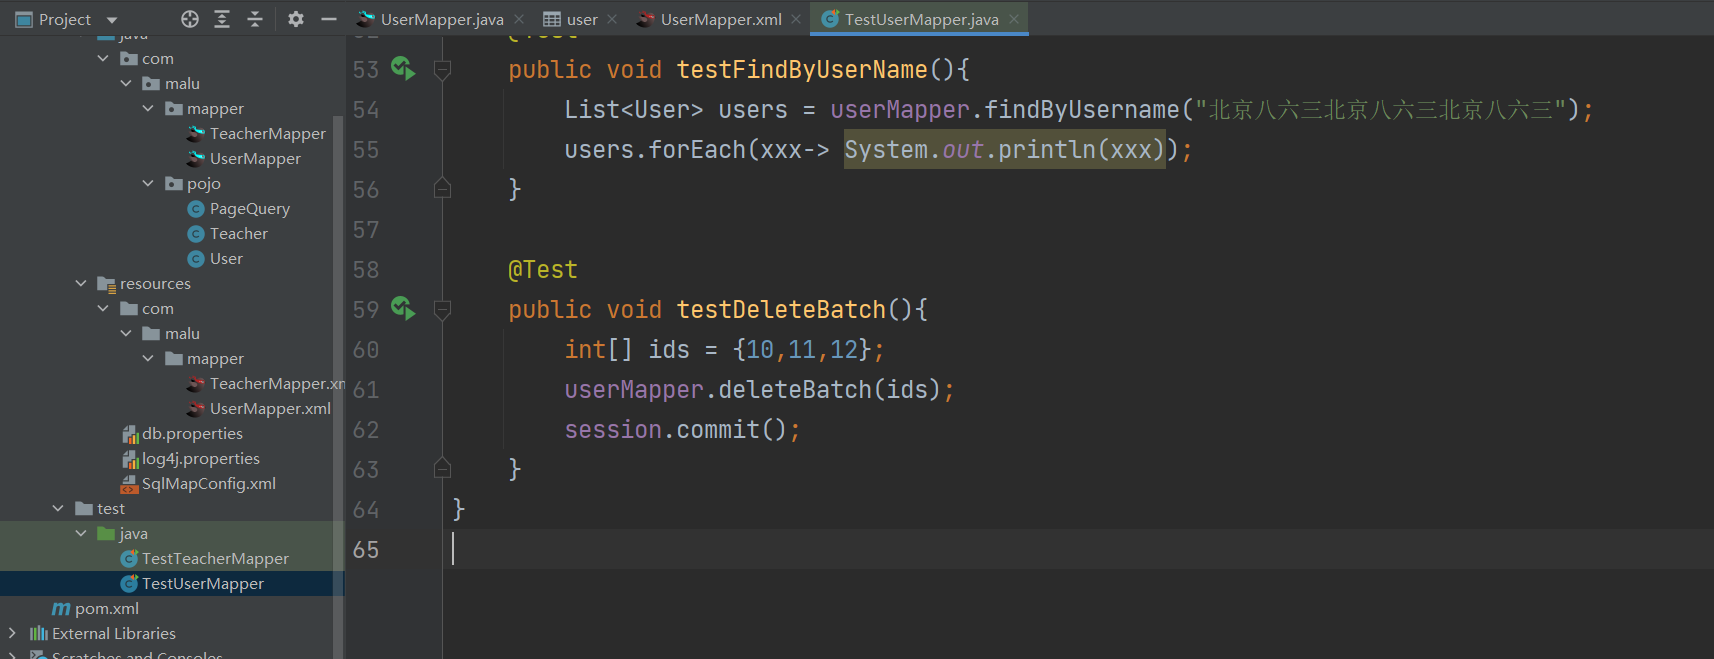 Project
UserMapper.java
user
UserMapper.xml
TestUserMapper.java
java
com
malu
mapper
TeacherMapper
UserMapper
pojo
PageQuery
Teacher
User
resources
com
malu
mapper
TeacherMapper.xm
UserMapper.xml
db.properties
log4j.properties
SqlMapConfig.xml
test
java
TestTeacherMapper
TestUserMapper
pom.xml
External Libraries
Scratches and Consoles
@Test
53 public void testFindByUserName(){
54 List<User> users = userMapper.findByUsername("北京八六三北京八六三北京八六三");
55 users.forEach(xxx-> System.out.println(xxx));
56 }
57
58 @Test
59 public void testDeleteBatch(){
60 int[] ids = {10,11,12};
61 userMapper.deleteBatch(ids);
62 session.commit();
63 }
64 }
65